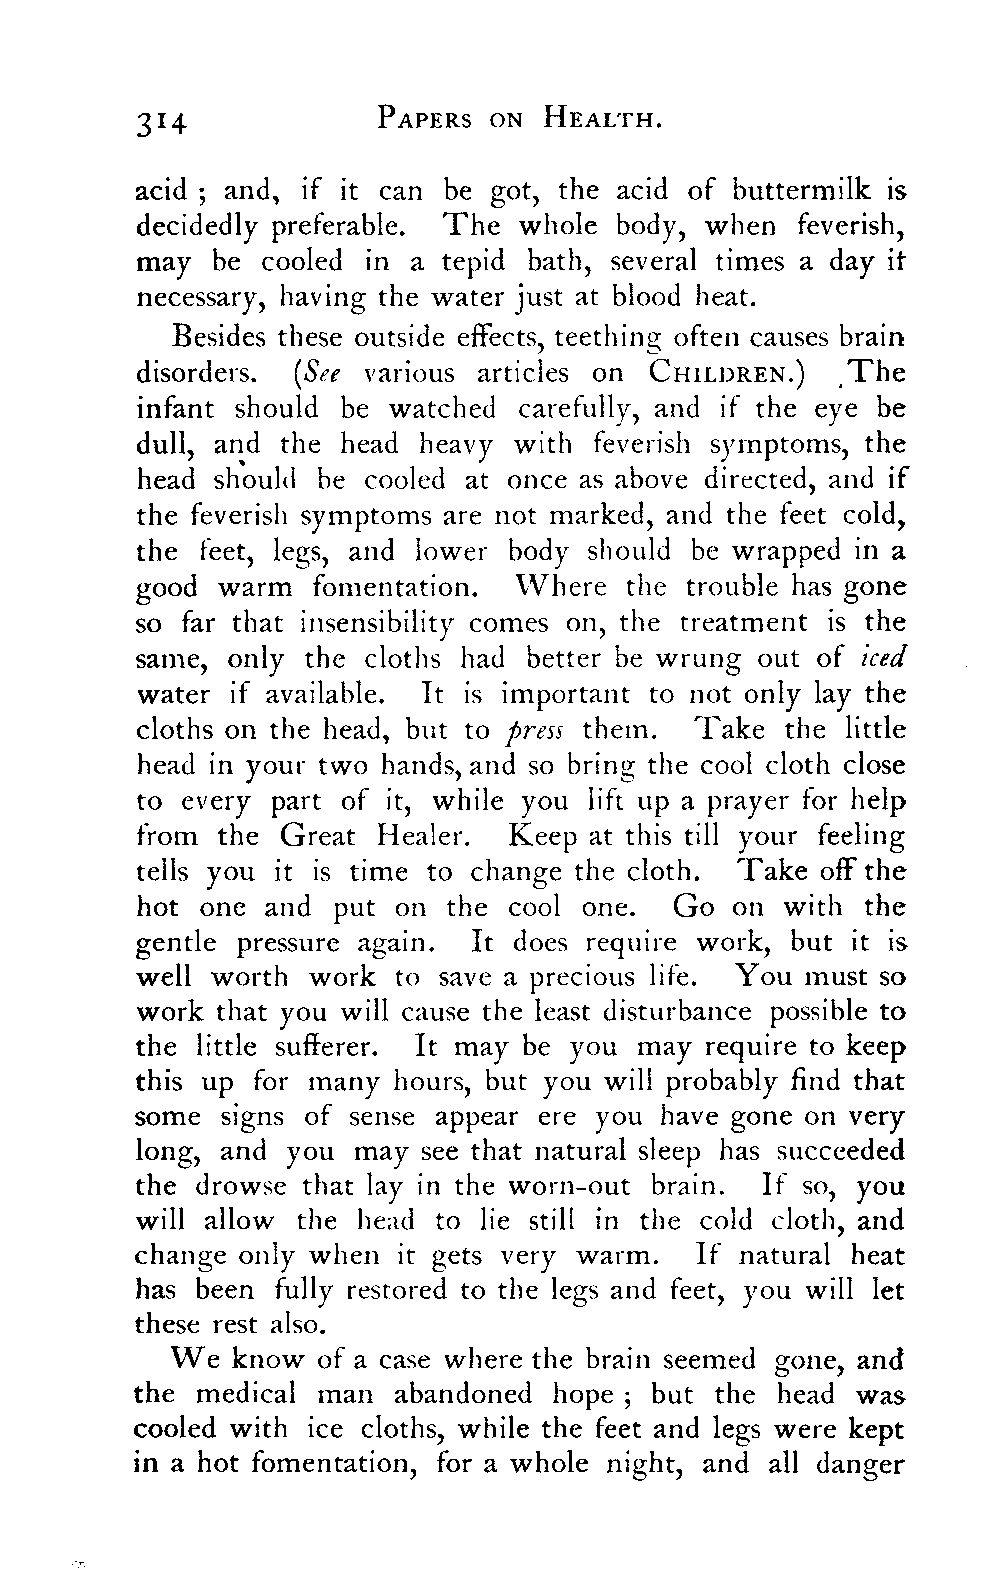 314 PAPERS ON HEALTH.
acid ; and, if it can be got, the acid of buttermilk is
decidedly preferable. The whole body, when feverish,
may be cooled in a tepid bath, several times a day if
necessary, having the water just at blood heat.
Besides these outside effects, teething often causes brain
disorders. (See various articles on CHILDREN.) The
infant should be watched carefully, and if the eye be
dull, and the head heavy with feverish symptoms, the
head should be cooled at once as above directed, and if
the feverish symptoms are not marked, and the feet cold,
the feet, legs, and lower body should be wrapped in a
good warm fomentation. Where the trouble has gone
so far that insensibility comes on, the treatment is the
same, only the cloths had better be wrung out of iced
water if available. It is important to not only lay the
cloths on the head, but to press them. Take the little
head in your two hands, and so bring the cool cloth close
to every part of it, while you lift up a prayer for help
from the Great Healer. Keep at this till your feeling
tells you it is time to change the cloth. Take off the
hot one and put on the cool one. Go on with the
gentle pressure again. It does require work, but it is
well worth work to save a precious life. You must so
work that you will cause the least disturbance possible to
the little sufferer. It may be you may require to keep
this up for many hours, but you will probably find that
some signs of sense appear ere you have gone on very
long, and you may see that natural sleep has succeeded
the drowse that lay in the worn-out brain. If so, you
will allow the head to lie still in the cold cloth, and
change only when it gets very warm. If natural heat
has been fully restored to the legs and feet, you will let
these rest also.
We know of a case where the brain seemed gone, and
the medical man abandoned hope ; but the head was
cooled with ice cloths, while the feet and legs were kept
in a hot fomentation, for a whole night, and all danger